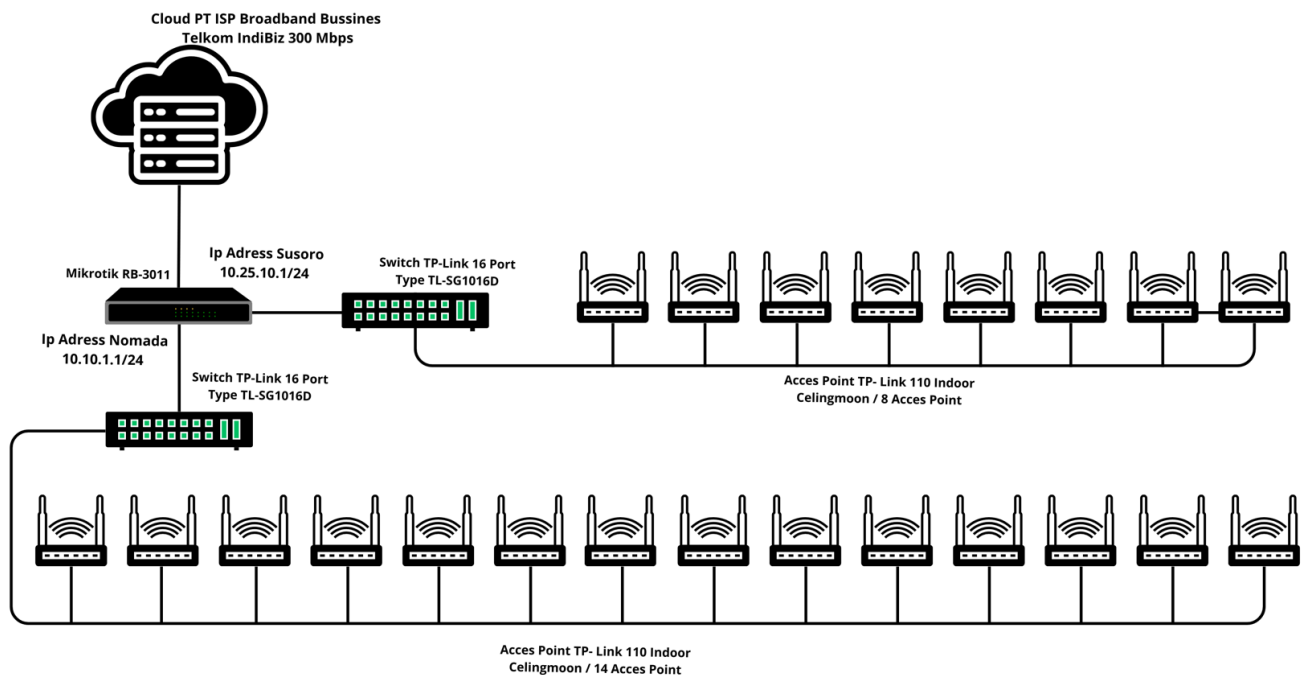 Cloud PT ISP Broadband Bussines
Telkom IndiBiz 300 Mbps
Ip Adress Susoro
10.25.10.1/24
Mikrotik RB-3011
Switch TP-Link 16 Port
Type TL-SG1016D
Ip Adress Nomada
10.10.1.1/24
Switch TP-Link 16 Port
Type TL-SG1016D
Acces Point TP- Link 110 Indoor
Celingmoon / 8 Acces Point
Acces Point TP- Link 110 Indoor
Celingmoon / 14 Acces Point